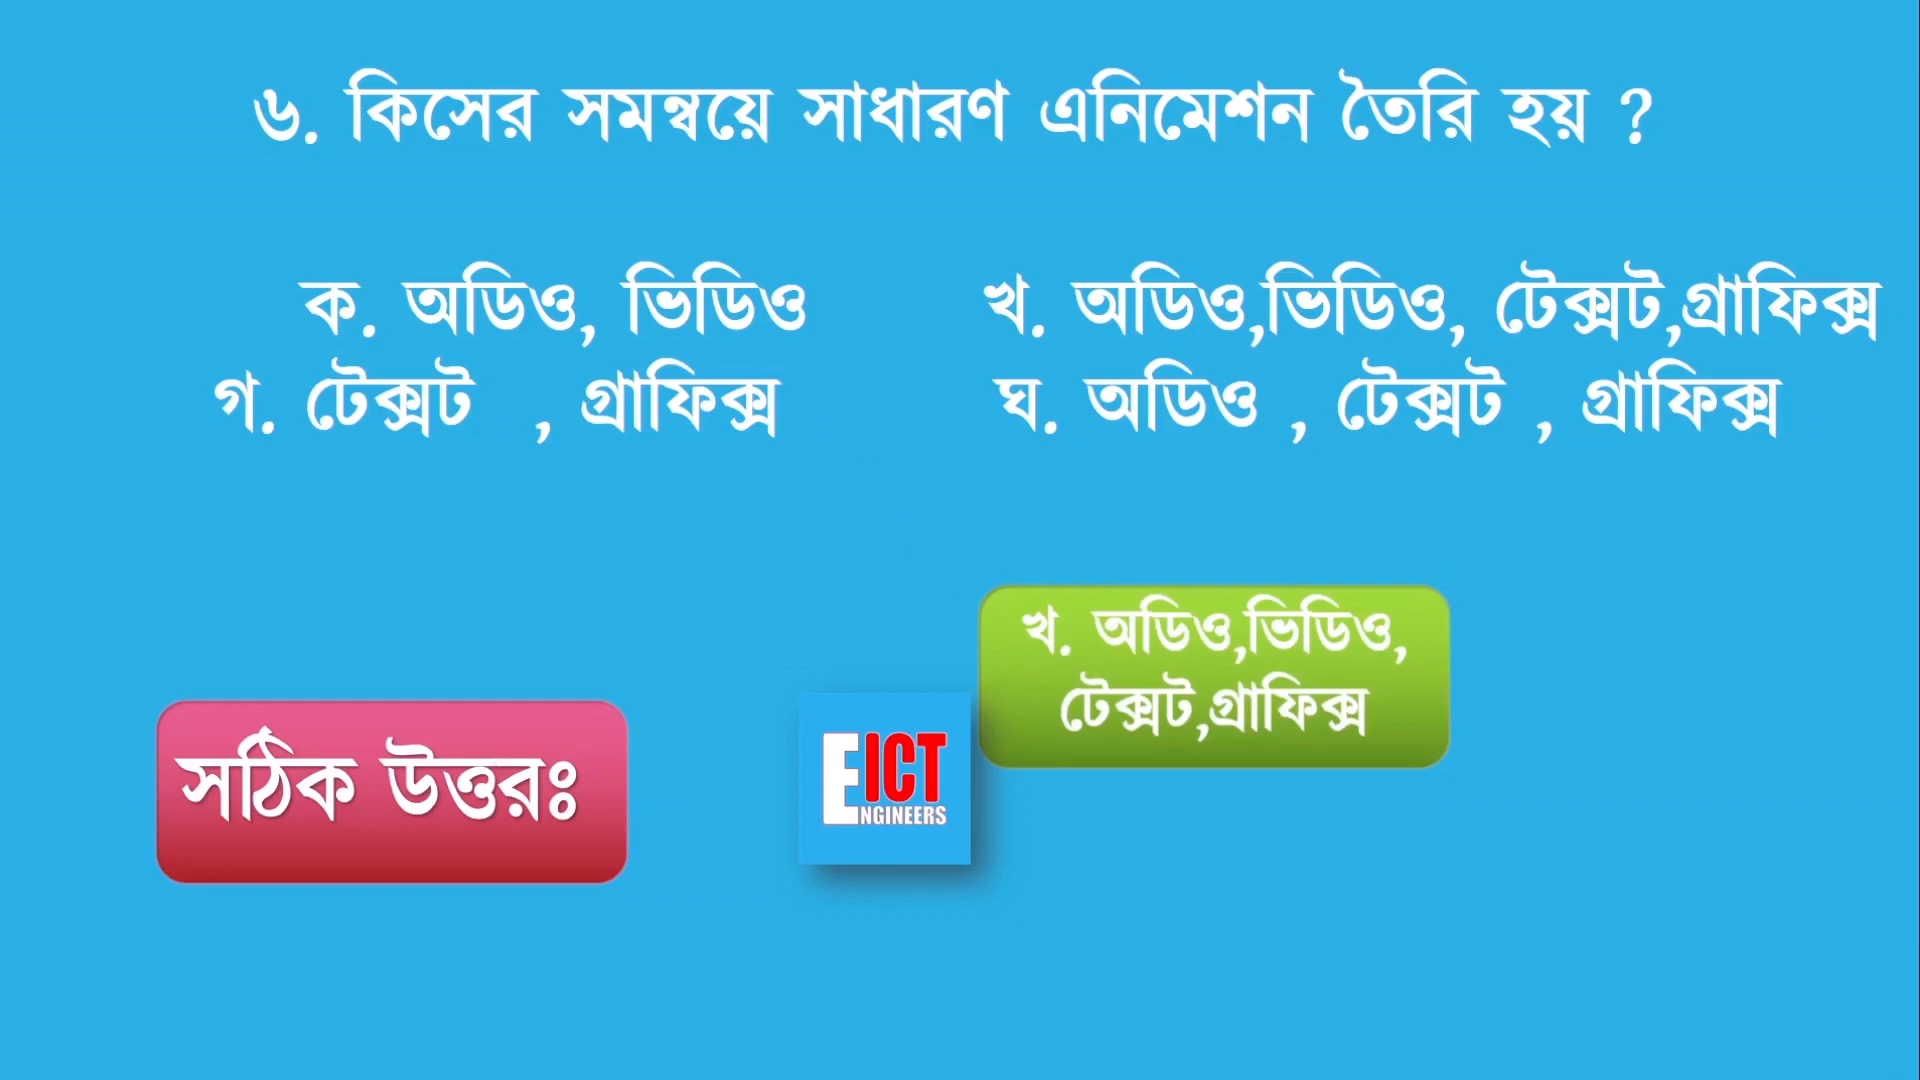 ৬. কিসের সমন্বয়ে সাধারণ এনিমেশন তৈরি হয় ?
ক. অডিও, ভিডিও
খ. অডিও,ভিডিও, টেক্সট,গ্রাফিক্স
গ. টেক্সট , গ্রাফিক্স
ঘ. অডিও , টেক্সট , গ্রাফিক্স
খ. অডিও,ভিডিও,
টেক্সট,গ্রাফিক্স
সঠিক উত্তরঃ
EICT
NGINEERS